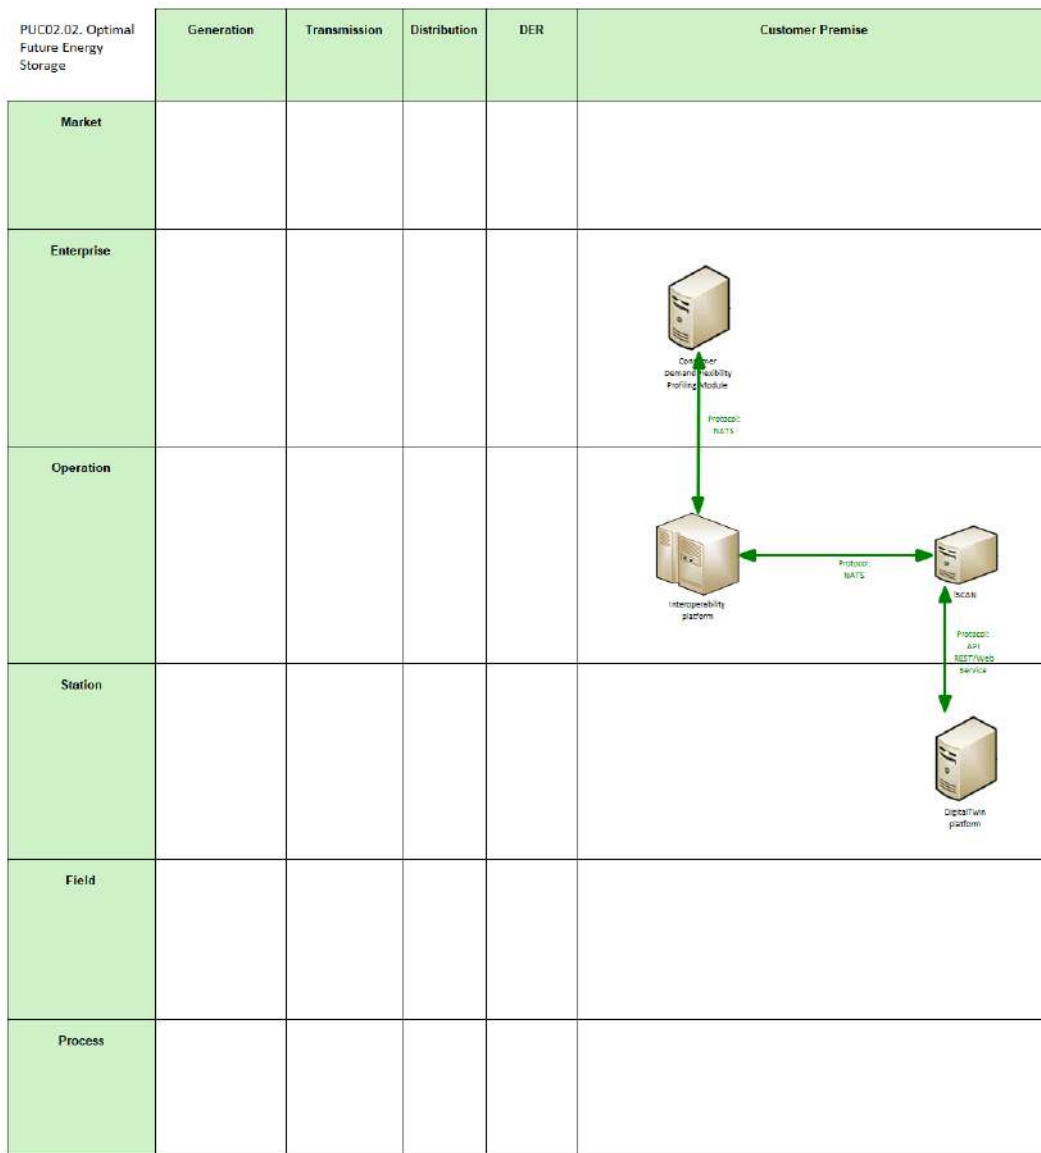 PUC02.02. Optimal
Future Energy
Storage
Generation
Transmission
Distribution
DER
Customer Premise
Market
Enterprise
Consumer
Demand Flexibility
Profiling Module
Protocol:
NATS
Operation
Protocol:
NATS
Interoperability
platform
iSCAN
Protocol:
API
REST/Web
Service
Station
DigitalTwin
platform
Field
Process